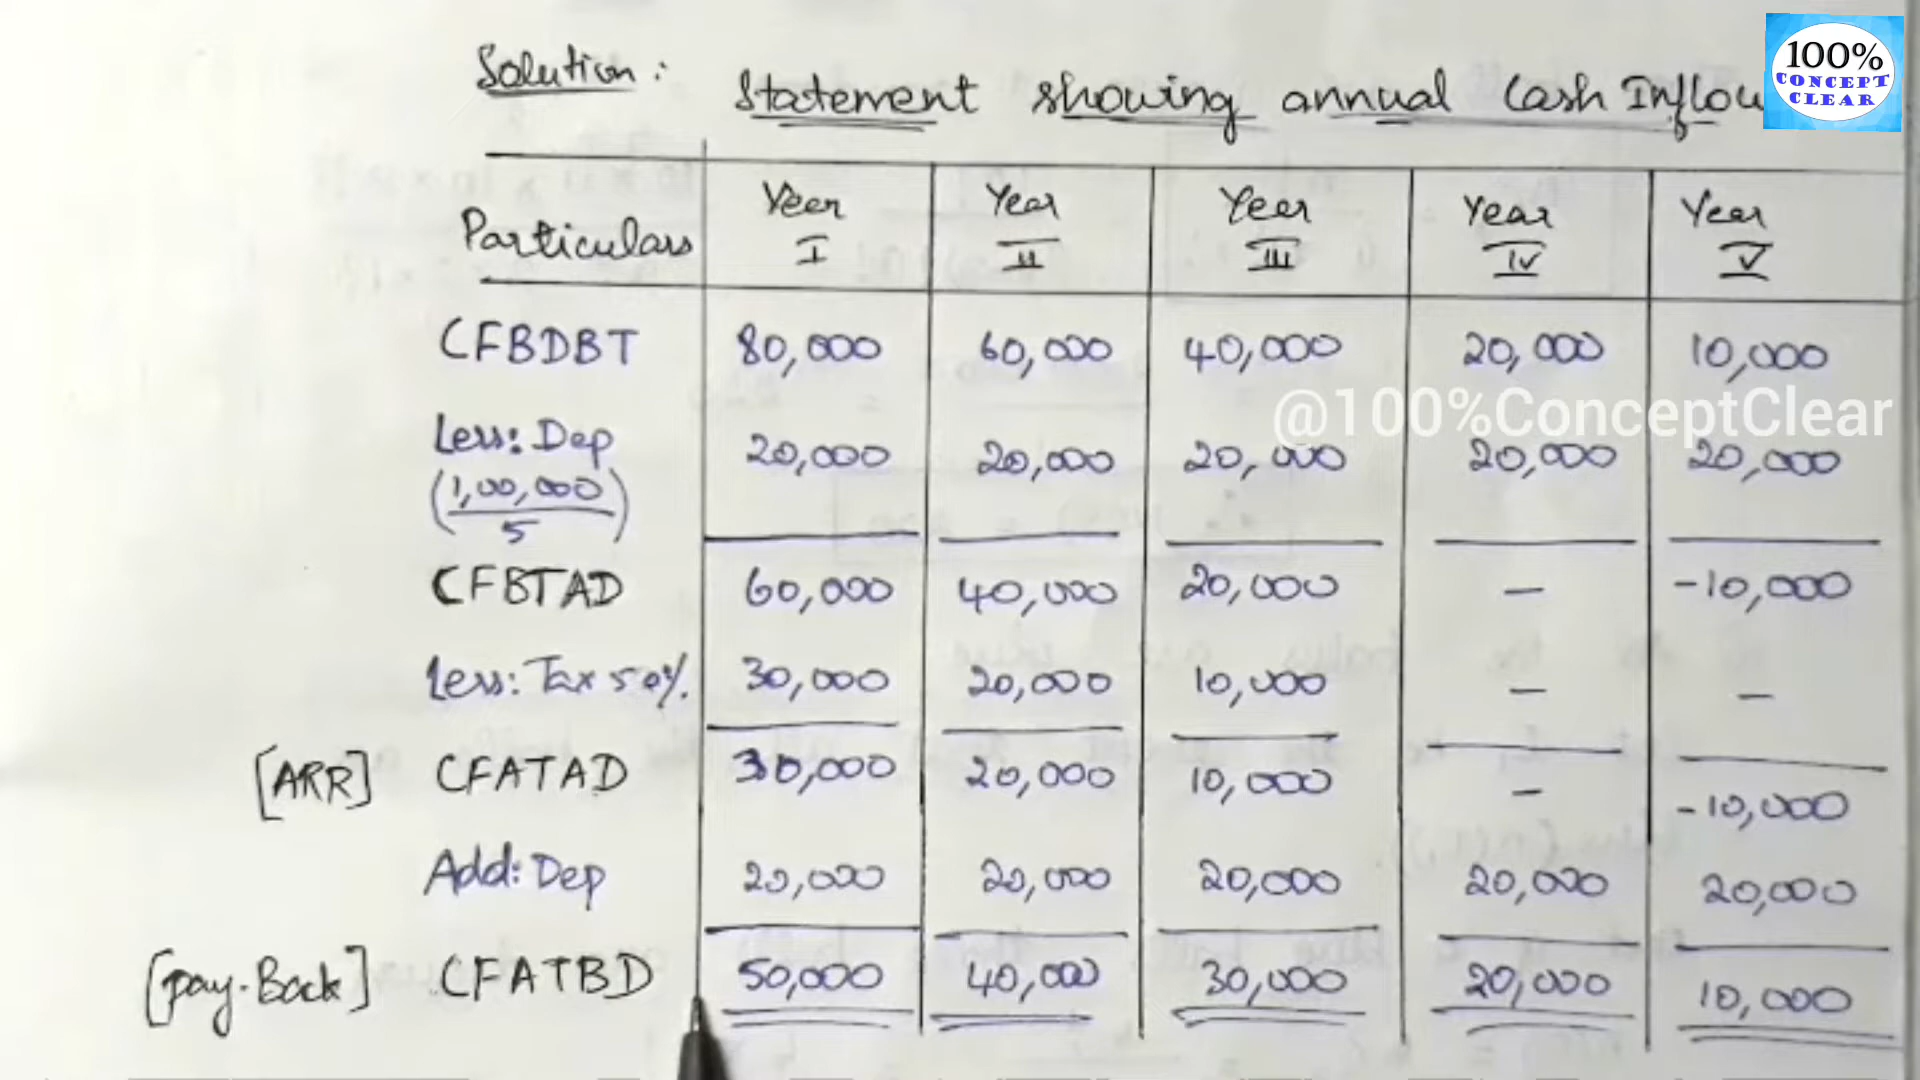 Solution:
Statement showing annual Cash Inflow
100%
CONCEPT
CLEAR
Particulars Year I Year II Year III Year IV Year V
CFBDBT 80,000 60,000 40,000 20,000 10,000
@100%ConceptClear
Less: Dep 20,000 20,000 20,000 20,000 20,000
(1,00,000/5)
CFBTAD 60,000 40,000 20,000 — -10,000
Less: Tax 50%. 30,000 20,000 10,000 — —
[ARR] CFATAD 30,000 20,000 10,000 — -10,000
Add: Dep 20,000 20,000 20,000 20,000 20,000
[pay-Back] CFATBD 50,000 40,000 30,000 20,000 10,000